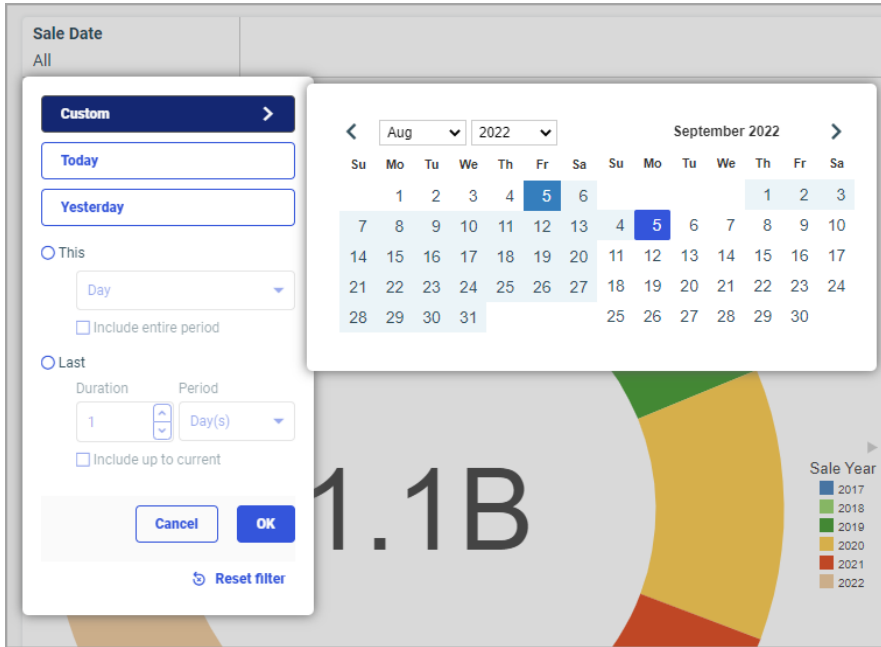 Sale Date
All
Custom
Today
Yesterday
This
Day
Include entire period
Last
Duration Period
1 Day(s)
Include up to current
Cancel OK
Reset filter
Aug 2022
Su Mo Tu We Th Fr Sa
1 2 3 4 5 6
7 8 9 10 11 12 13
14 15 16 17 18 19 20
21 22 23 24 25 26 27
28 29 30 31
September 2022
Su Mo Tu We Th Fr Sa
1 2 3
4 5 6 7 8 9 10
11 12 13 14 15 16 17
18 19 20 21 22 23 24
25 26 27 28 29 30
1.1B
Sale Year
2017
2018
2019
2020
2021
2022